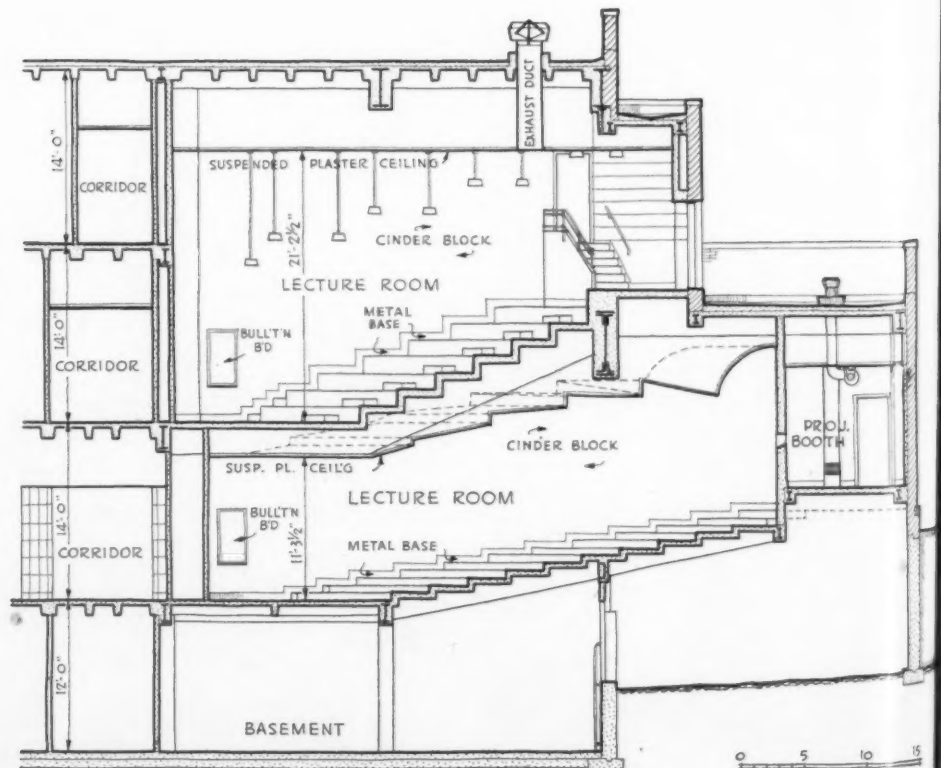 EXHAUST DUCT
14'-0"
CORRIDOR
SUSPENDED PLASTER CEILING
21'-2½"
CINDER BLOCK
LECTURE ROOM
METAL
BASE
BULL'T'N
B'D
14'-0"
CORRIDOR
CINDER BLOCK
PROJ.
BOOTH
SUSP. PL. CEIL'G
LECTURE ROOM
BULL'T'N
B'D
14'-0"
CORRIDOR
11'-3½"
METAL BASE
12'-0"
BASEMENT
0 5 10 15